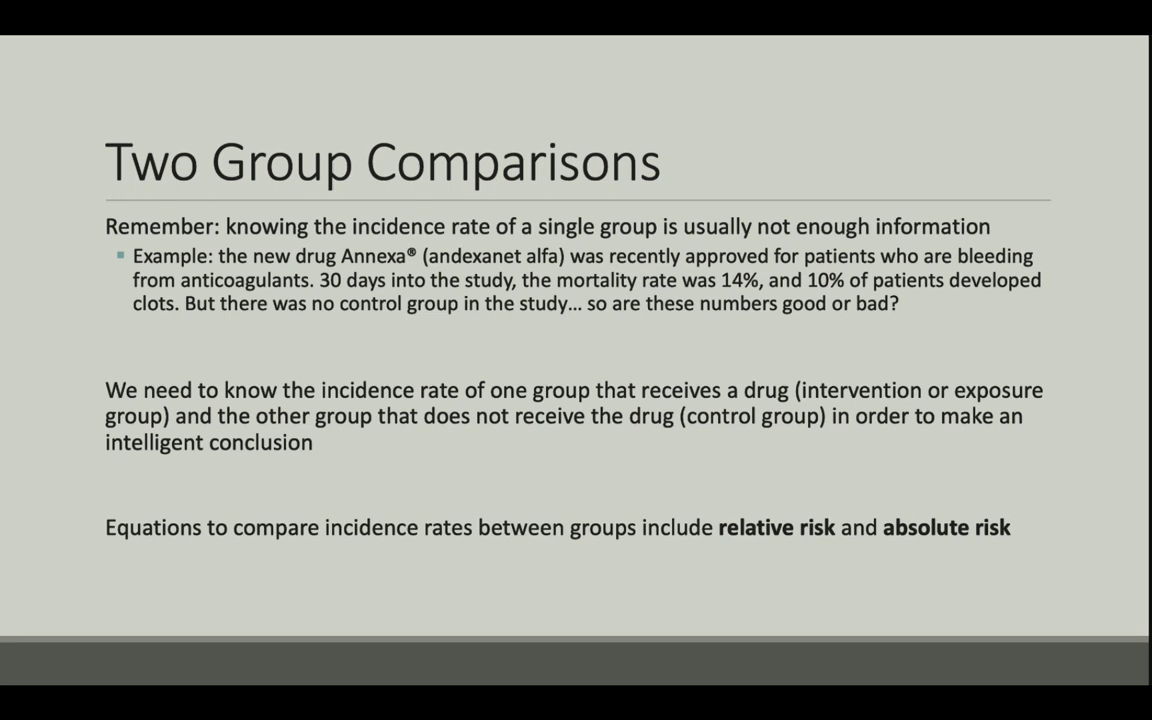 Two Group Comparisons
Remember: knowing the incidence rate of a single group is usually not enough information
Example: the new drug Annexa® (andexanet alfa) was recently approved for patients who are bleeding
from anticoagulants. 30 days into the study, the mortality rate was 14%, and 10% of patients developed
clots. But there was no control group in the study… so are these numbers good or bad?
We need to know the incidence rate of one group that receives a drug (intervention or exposure
group) and the other group that does not receive the drug (control group) in order to make an
intelligent conclusion
Equations to compare incidence rates between groups include relative risk and absolute risk